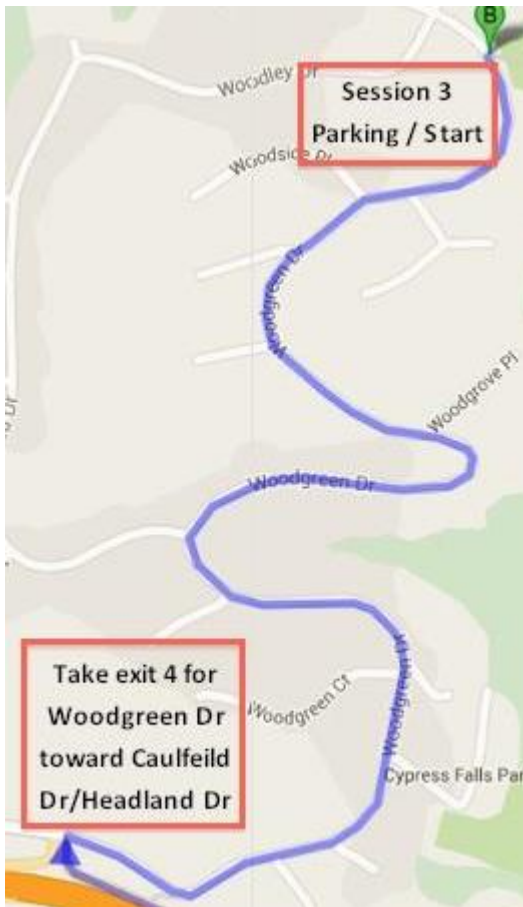 B
Woodley Dr
Session 3
Parking / Start
Woodside Pl
Woodgreen Dr
Woodgrove Pl
Dr
Woodgreen Dr
Take exit 4 for
Woodgreen Dr
toward Caulfeild
Dr/Headland Dr
Woodgreen Ct
Woodgreen Dr
Cypress Falls Par